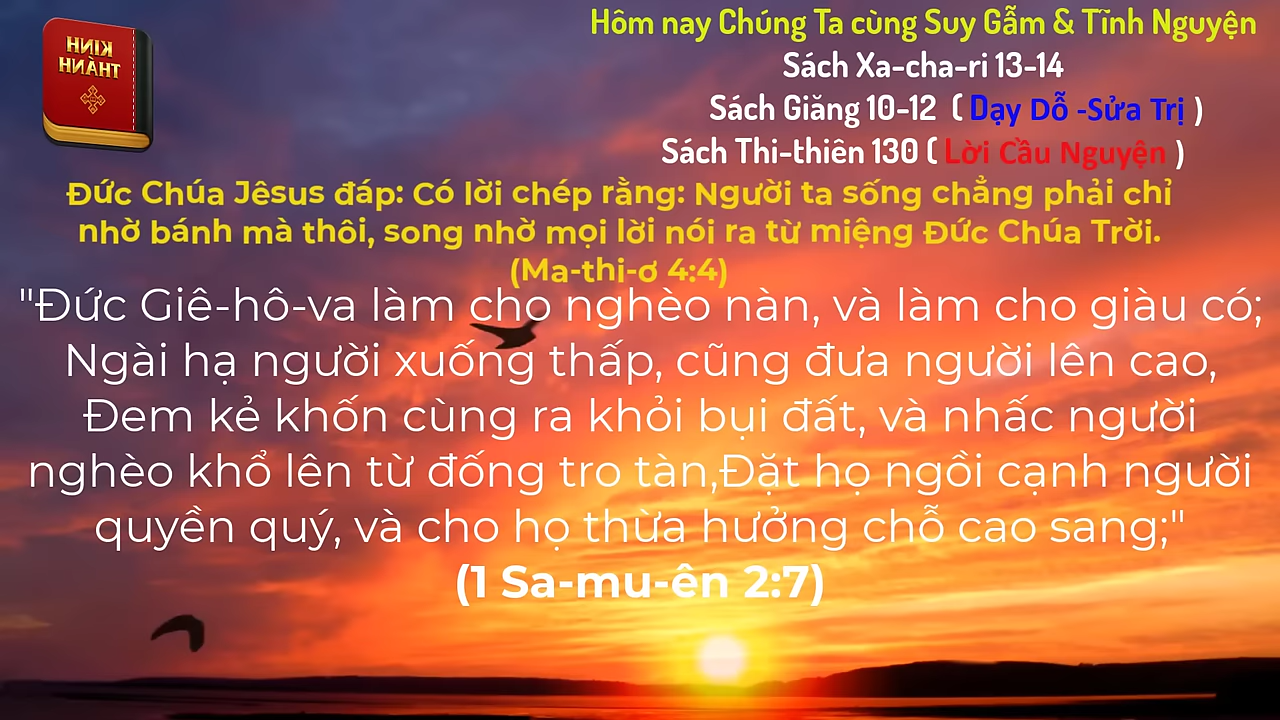 Hôm nay Chúng Ta cùng Suy Gẫm & Tĩnh Nguyện
KINH
THÁNH
Sách Xa-cha-ri 13-14
Sách Giăng 10-12 ( Dạy Dỗ -Sửa Trị )
Sách Thi-thiên 130 ( Lời Cầu Nguyện )
Đức Chúa Jêsus đáp: Có lời chép rằng: Người ta sống chẳng phải chỉ
nhờ bánh mà thôi, song nhờ mọi lời nói ra từ miệng Đức Chúa Trời.
(Ma-thi-ơ 4:4)
"Đức Giê-hô-va làm cho nghèo nàn, và làm cho giàu có;
Ngài hạ người xuống thấp, cũng đưa người lên cao,
Đem kẻ khốn cùng ra khỏi bụi đất, và nhấc người
nghèo khổ lên từ đống tro tàn,Đặt họ ngồi cạnh người
quyền quý, và cho họ thừa hưởng chỗ cao sang;"
(1 Sa-mu-ên 2:7)